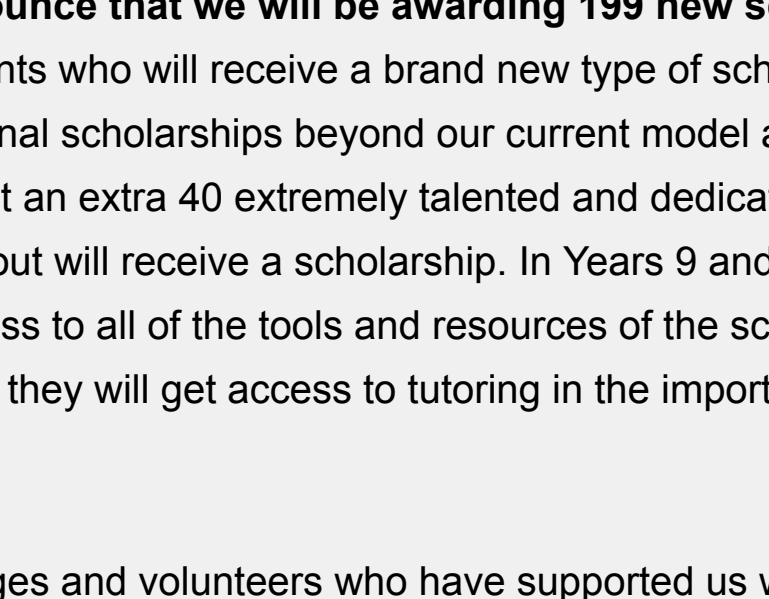 ounce that we will be awarding 199 new s
nts who will receive a brand new type of sch
nal scholarships beyond our current model a
t an extra 40 extremely talented and dedica
out will receive a scholarship. In Years 9 and
ss to all of the tools and resources of the sc
they will get access to tutoring in the import
ges and volunteers who have supported us w